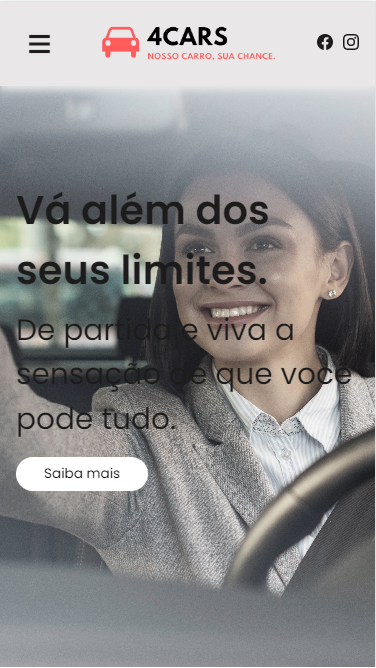 4CARS
NOSSO CARRO, SUA CHANCE.
Vá além dos
seus limites.
De partida e viva a
sensação de que você
pode tudo.
Saiba mais